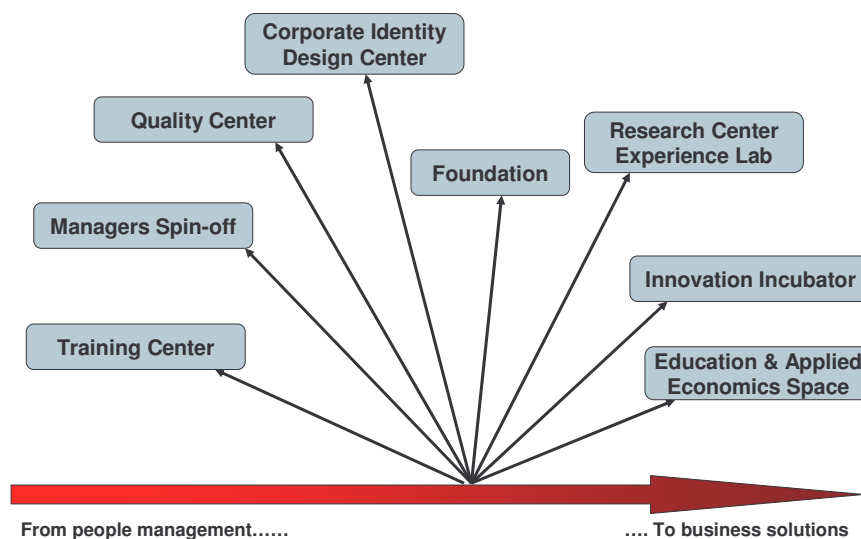 Corporate Identity
Design Center
Quality Center
Research Center
Experience Lab
Foundation
Managers Spin-off
Innovation Incubator
Training Center
Education & Applied
Economics Space
From people management……
…. To business solutions